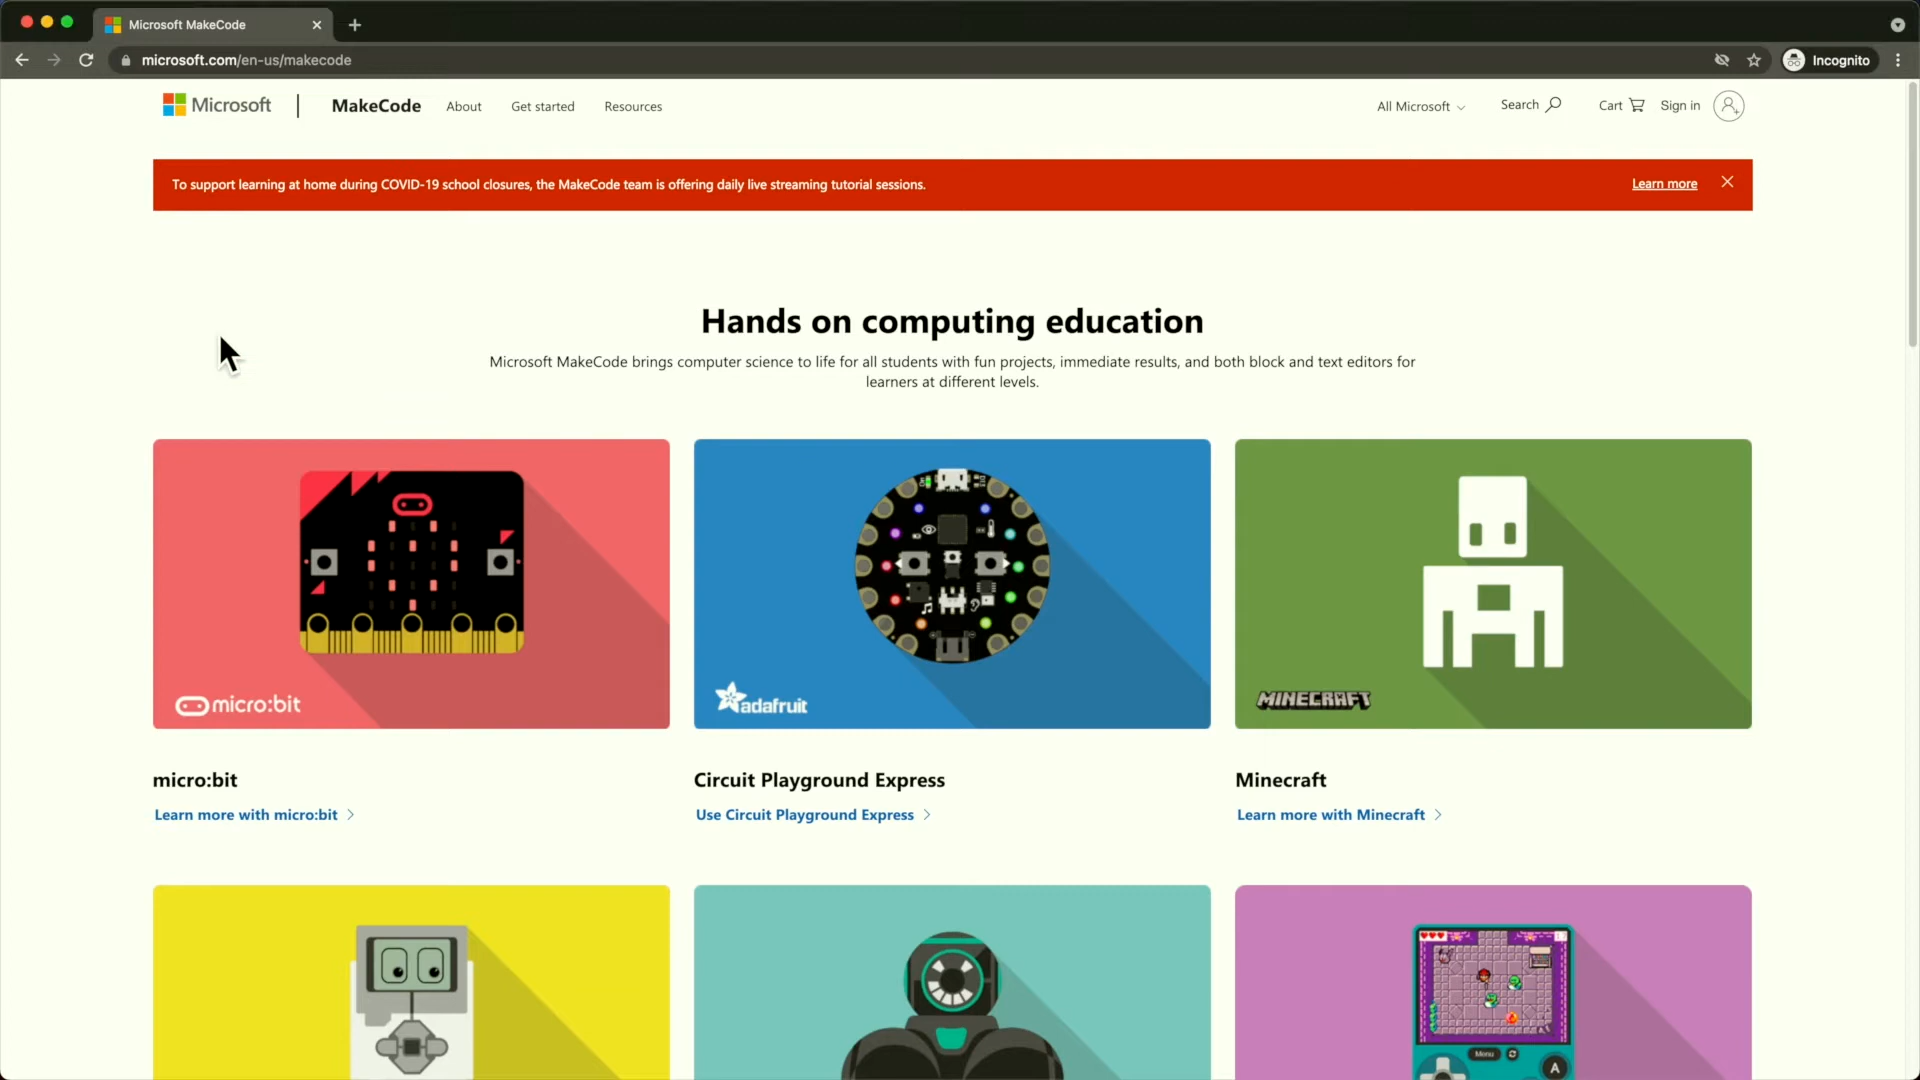 Microsoft MakeCode
microsoft.com/en-us/makecode
Incognito
Microsoft
MakeCode
About
Get started
Resources
All Microsoft
Search
Cart
Sign in
To support learning at home during COVID-19 school closures, the MakeCode team is offering daily live streaming tutorial sessions.
Learn more
Hands on computing education
Microsoft MakeCode brings computer science to life for all students with fun projects, immediate results, and both block and text editors for
learners at different levels.
micro:bit
adafruit
MINECRAFT
micro:bit
Circuit Playground Express
Minecraft
Learn more with micro:bit
Use Circuit Playground Express
Learn more with Minecraft
Menu
A